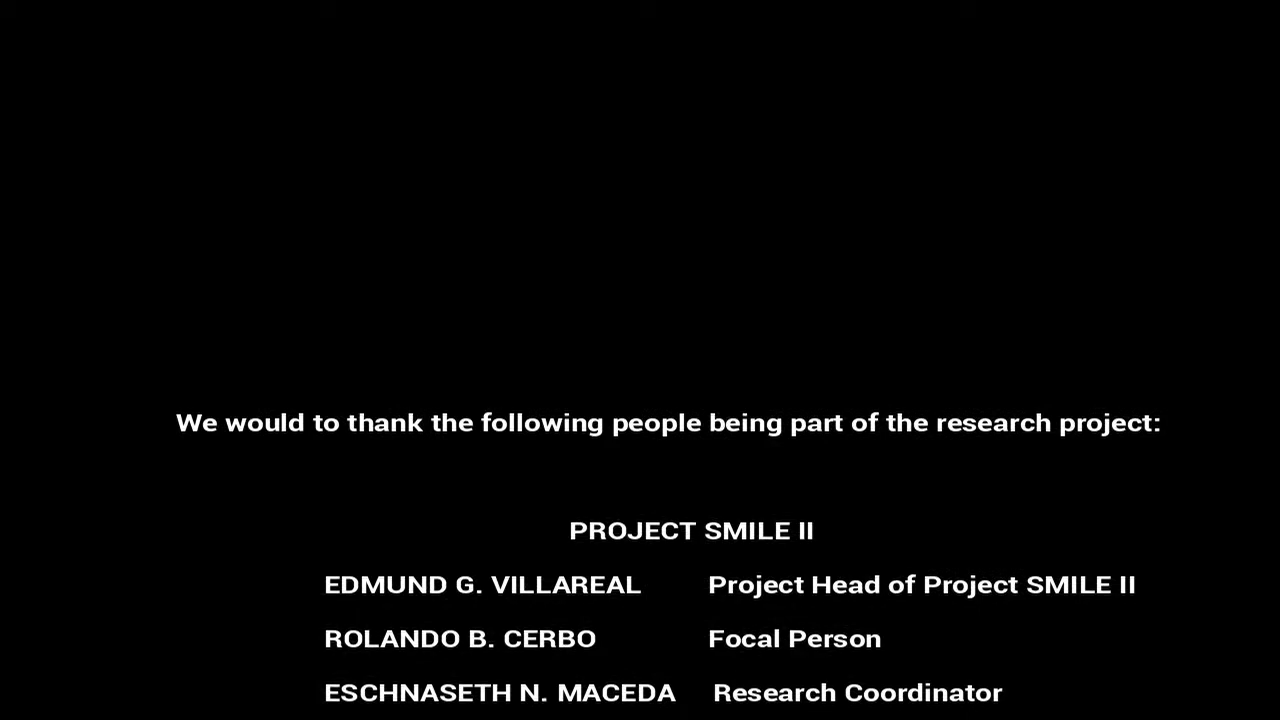 We would to thank the following people being part of the research project:
PROJECT SMILE II
EDMUND G. VILLAREAL Project Head of Project SMILE II
ROLANDO B. CERBO Focal Person
ESCHNASETH N. MACEDA Research Coordinator